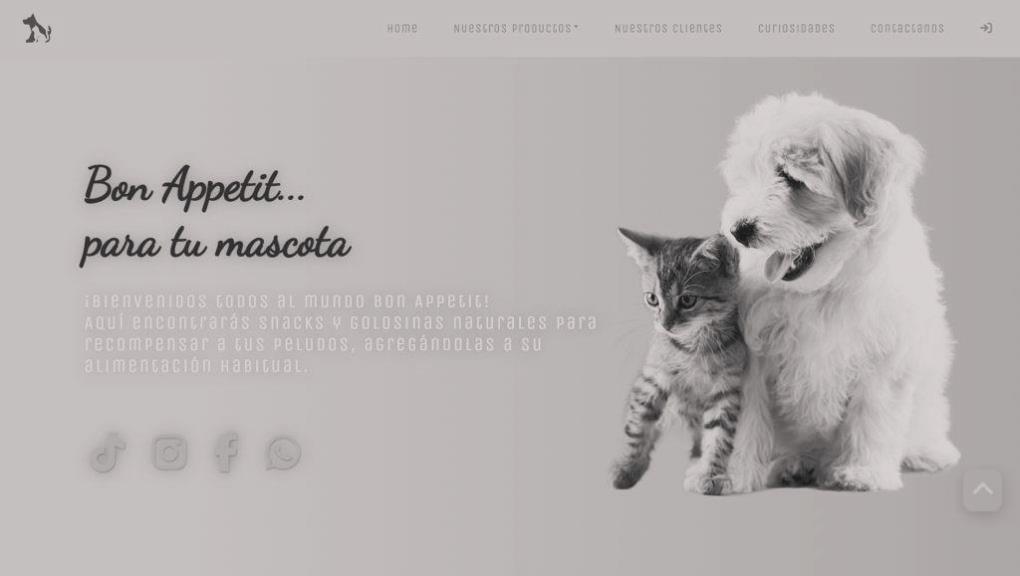 Home
Nuestros Productos
Nuestros Clientes
Curiosidades
Contactanos
Bon Appetit...
para tu mascota
¡Bienvenidos todos al mundo Bon Appetit!
Aquí encontrarás snacks y golosinas naturales para
recompensar a tus peludos, agregándolas a su
alimentación habitual.